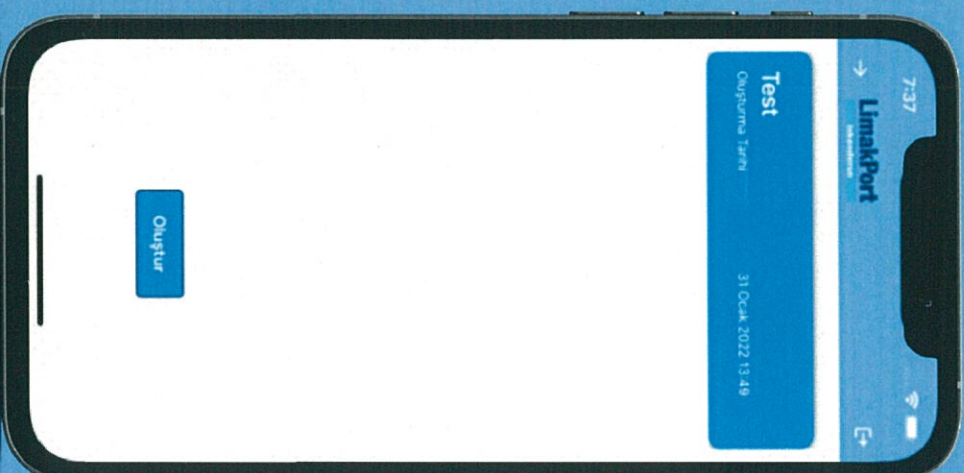 7:37
LimakPort
İskenderun
Test
Oluşturma Tarihi
31 Ocak 2022 13:49
Oluştur